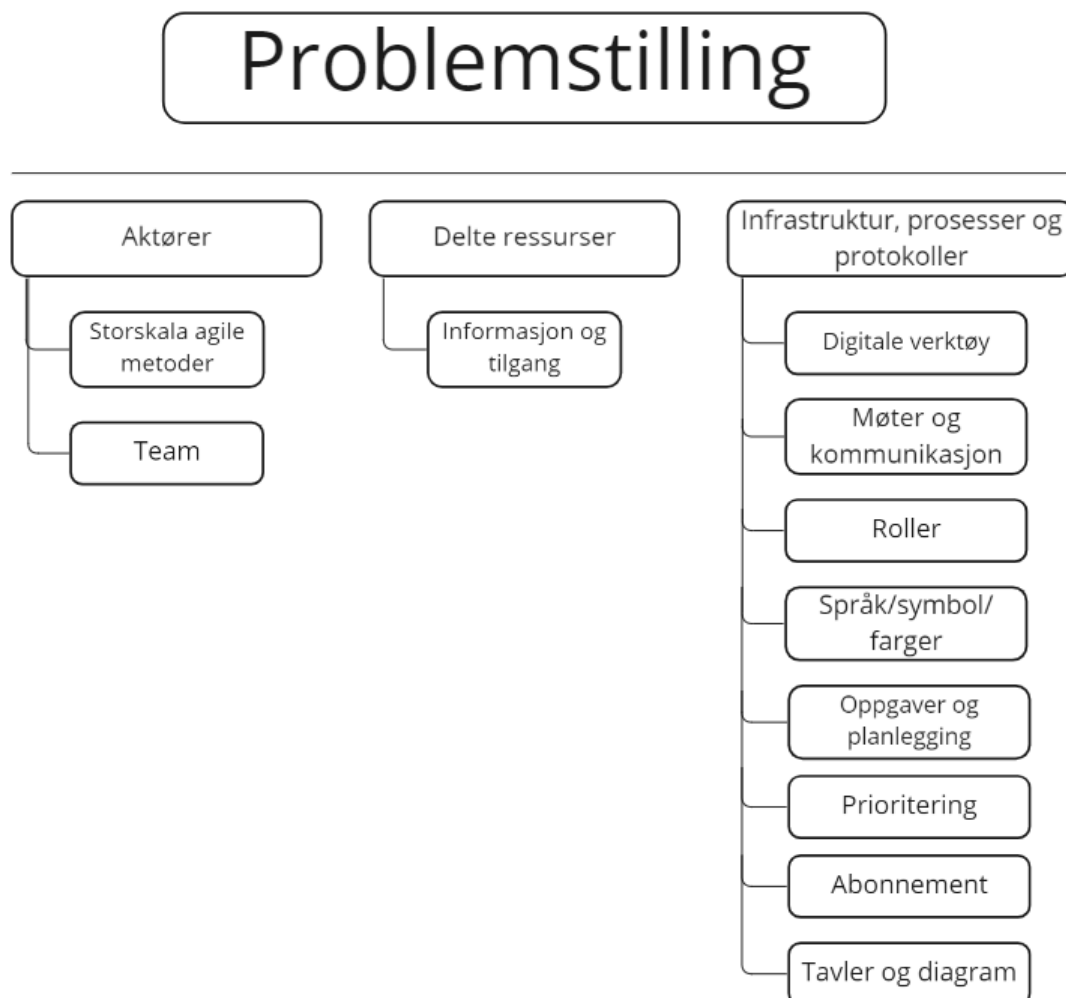 Problemstilling
Aktører
Storskala agile
metoder
Team
Delte ressurser
Informasjon og
tilgang
Infrastruktur, prosesser og
protokoller
Digitale verktøy
Møter og
kommunikasjon
Roller
Språk/symbol/
farger
Oppgaver og
planlegging
Prioritering
Abonnement
Tavler og diagram